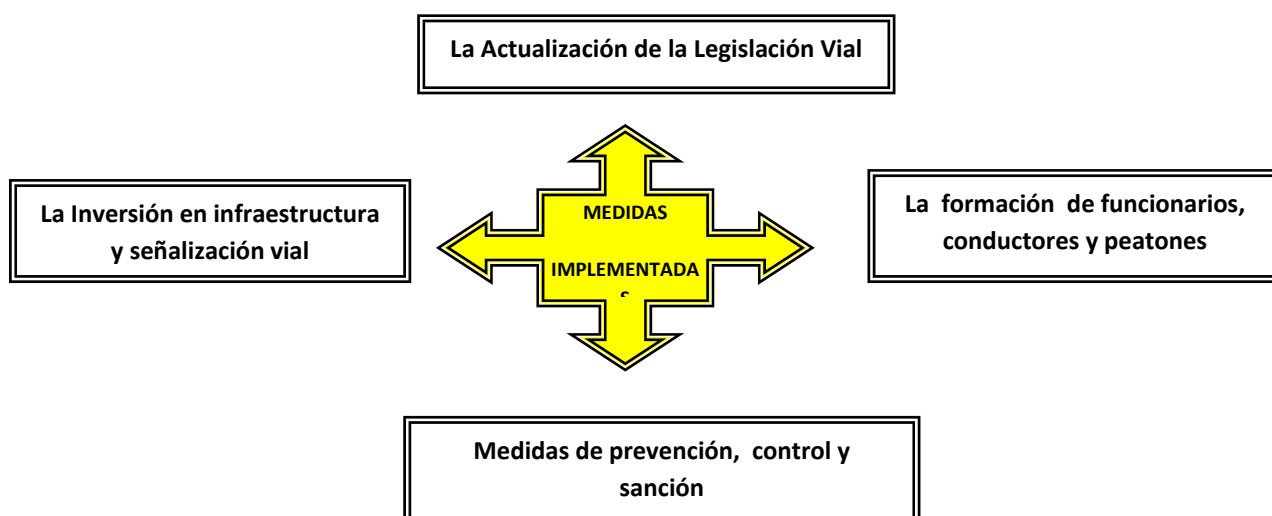 La Actualización de la Legislación Vial
La Inversión en infraestructura
y señalización vial
MEDIDAS
IMPLEMENTADA
S
La formación de funcionarios,
conductores y peatones
Medidas de prevención, control y
sanción